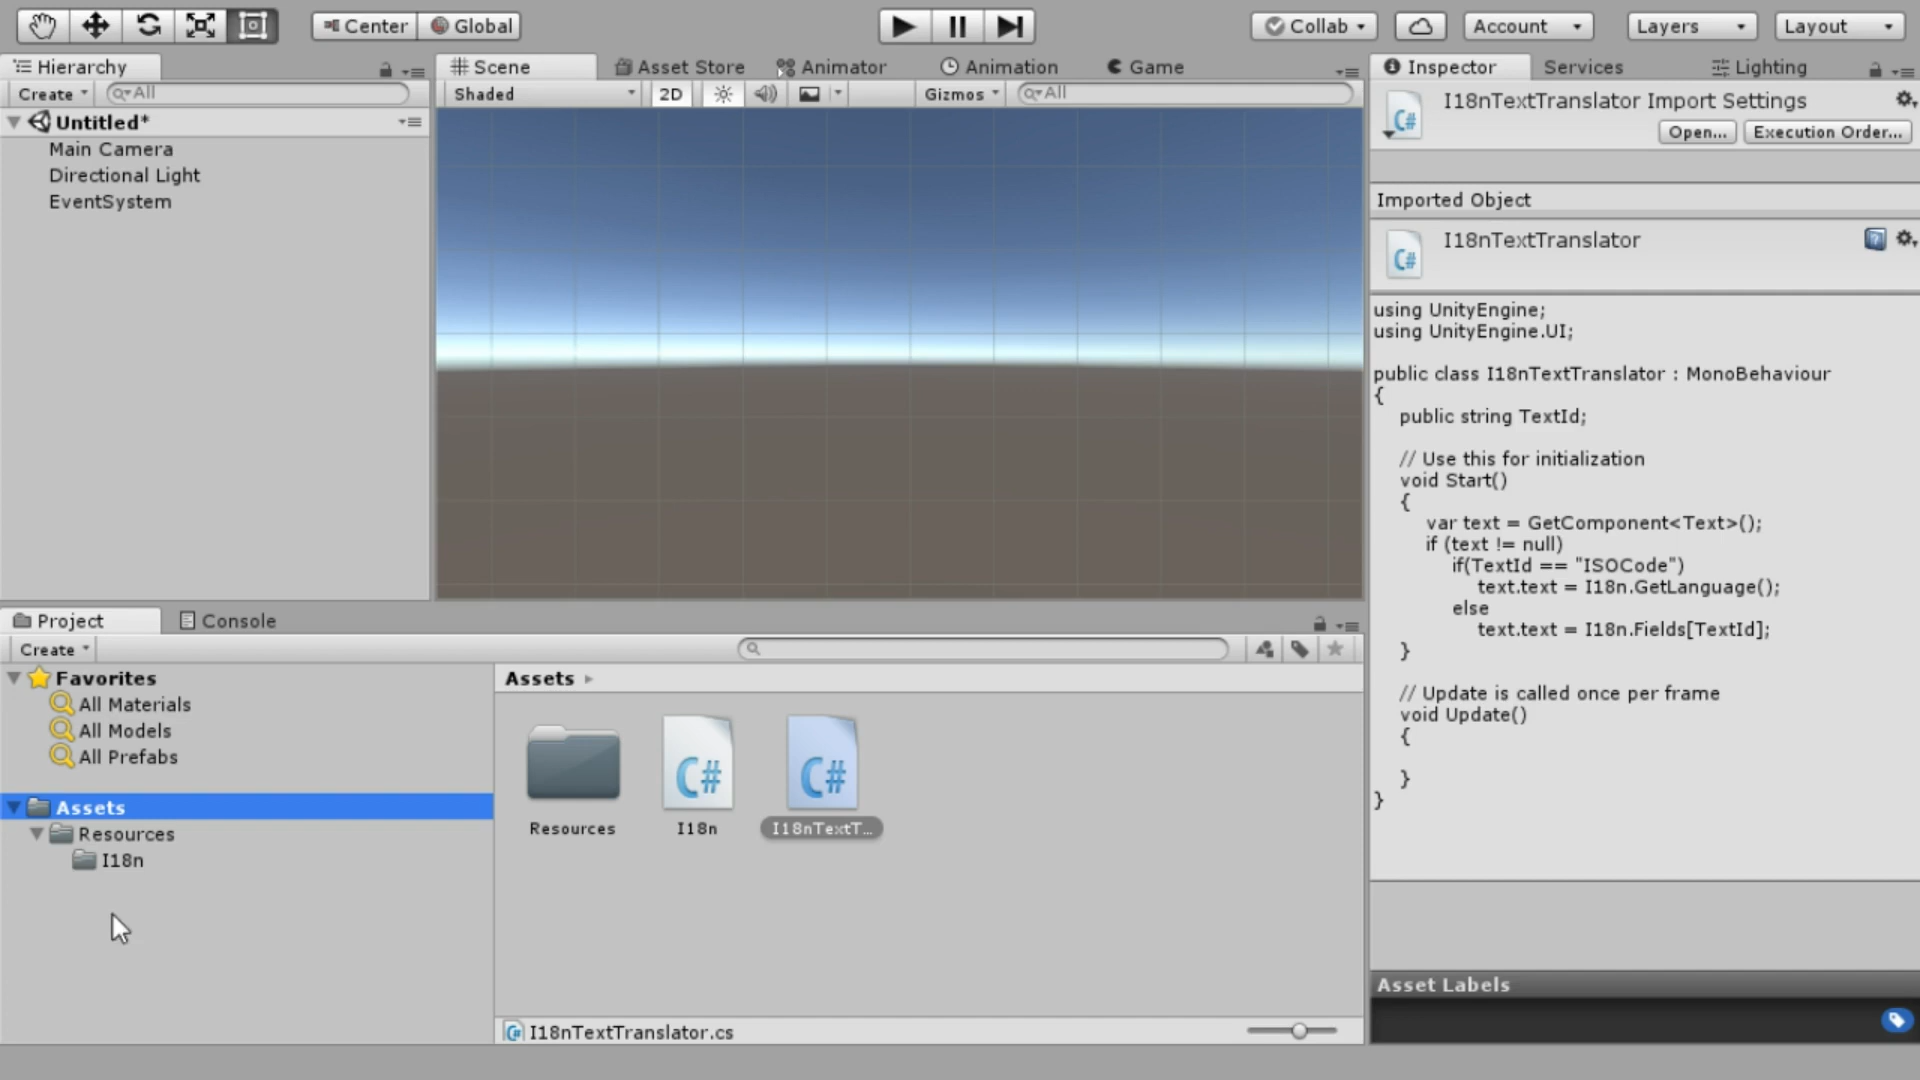 Center
Global
Collab
Account
Layers
Layout
Hierarchy
Create
All
Untitled*
Main Camera
Directional Light
EventSystem
Scene
Asset Store
Animator
Animation
Game
Shaded
2D
Gizmos
All
Inspector
Services
Lighting
I18nTextTranslator Import Settings
Open...
Execution Order...
Imported Object
C#
I18nTextTranslator
using UnityEngine;
using UnityEngine.UI;
public class I18nTextTranslator : MonoBehaviour
{
public string TextId;
// Use this for initialization
void Start()
{
var text = GetComponent<Text>();
if (text != null)
if(TextId == "ISOCode")
text.text = I18n.GetLanguage();
else
text.text = I18n.Fields[TextId];
}
// Update is called once per frame
void Update()
{
}
}
Asset Labels
Project
Console
Create
Favorites
All Materials
All Models
All Prefabs
Assets
Resources
I18n
Assets
C#
C#
Resources
I18n
I18nTextT...
I18nTextTranslator.cs